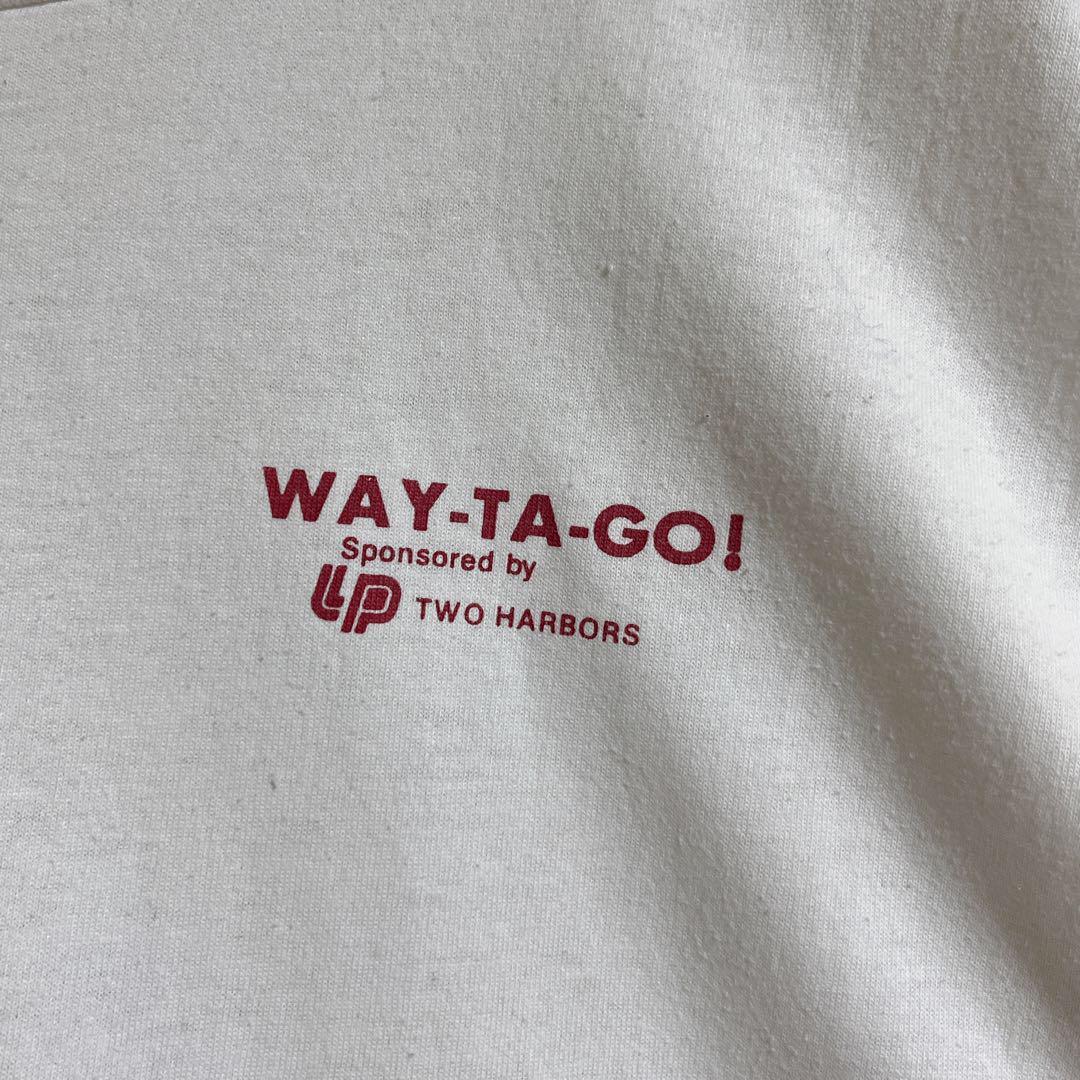 WAY-TA-GO!
Sponsored by
LP TWO HARBORS